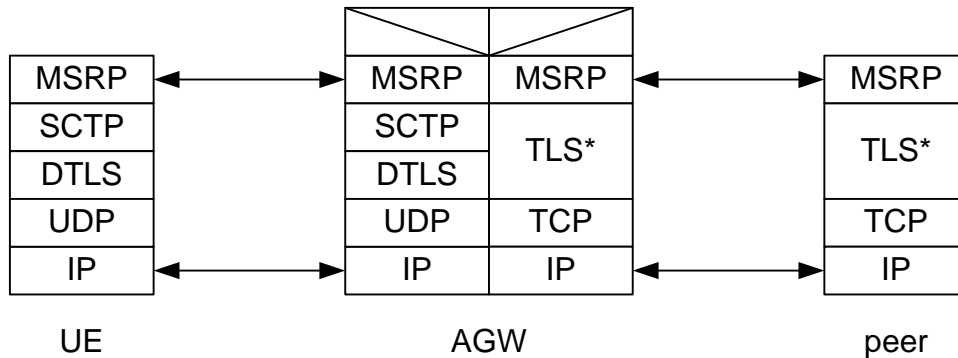 MSRP MSRP MSRP MSRP
SCTP SCTP TLS* TLS*
DTLS DTLS
UDP UDP TCP TCP
IP IP IP IP
UE AGW peer